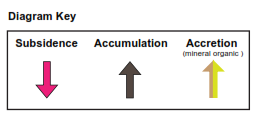 Diagram Key
Subsidence Accumulation Accretion
(mineral organic )